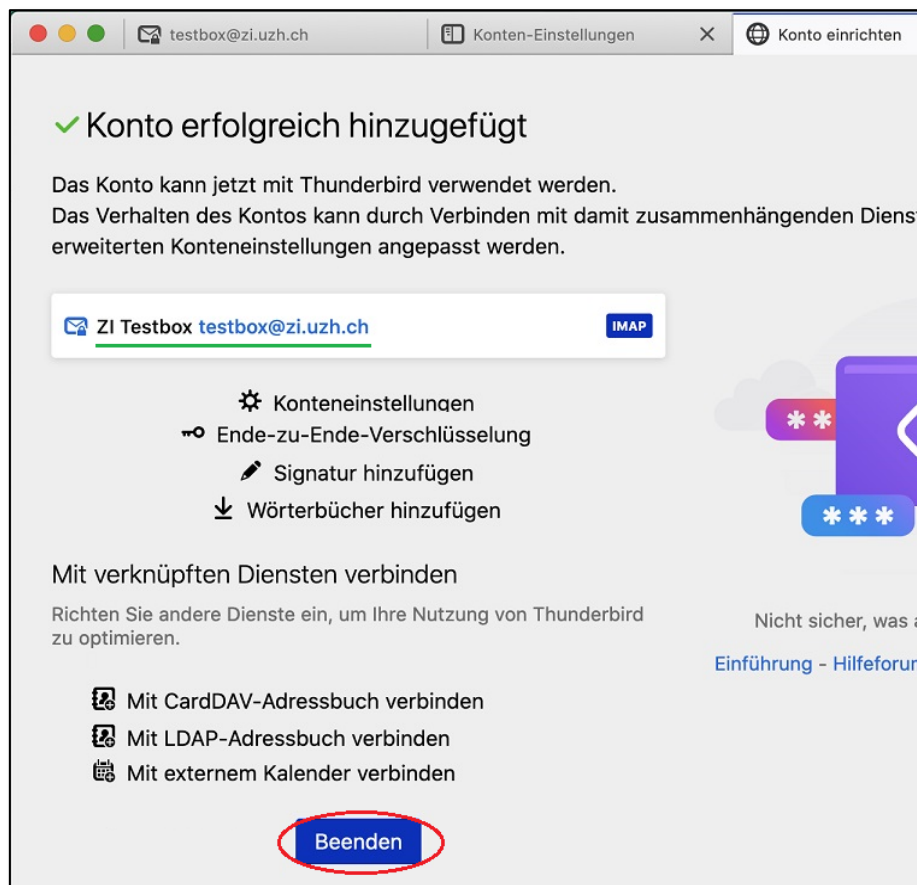 testbox@zi.uzh.ch
Konten-Einstellungen
Konto einrichten
Konto erfolgreich hinzugefügt
Das Konto kann jetzt mit Thunderbird verwendet werden.
Das Verhalten des Kontos kann durch Verbinden mit damit zusammenhängenden Dienst
erweiterten Konteneinstellungen angepasst werden.
ZI Testbox testbox@zi.uzh.ch
IMAP
Konteneinstellungen
Ende-zu-Ende-Verschlüsselung
Signatur hinzufügen
Wörterbücher hinzufügen
Mit verknüpften Diensten verbinden
Richten Sie andere Dienste ein, um Ihre Nutzung von Thunderbird
zu optimieren.
Mit CardDAV-Adressbuch verbinden
Mit LDAP-Adressbuch verbinden
Mit externem Kalender verbinden
Beenden
**
***
Nicht sicher, was
Einführung - Hilfeforu